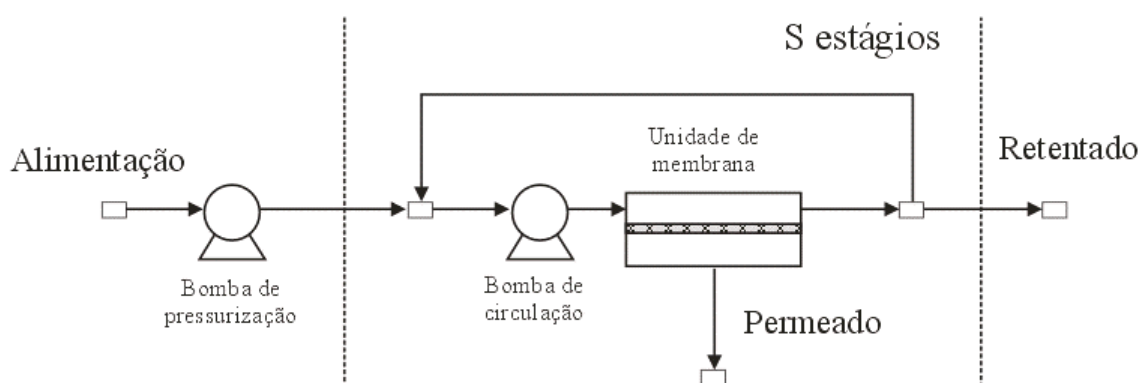 S estágios
Unidade de
membrana
Alimentação
Retentado
Bomba de
pressurização
Bomba de
circulação
Permeado